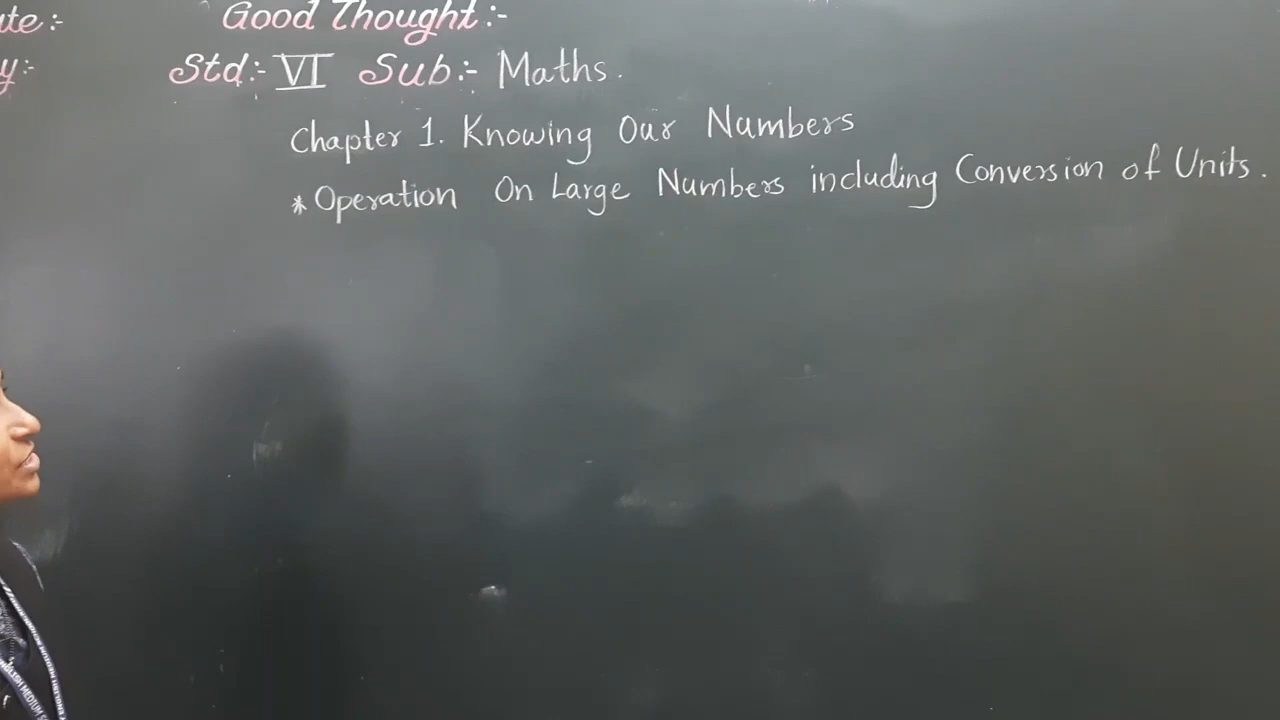 Good Thought:-
Std:- VI Sub:- Maths.
Chapter 1. Knowing Our Numbers
* Operation On Large Numbers including Conversion of Units.